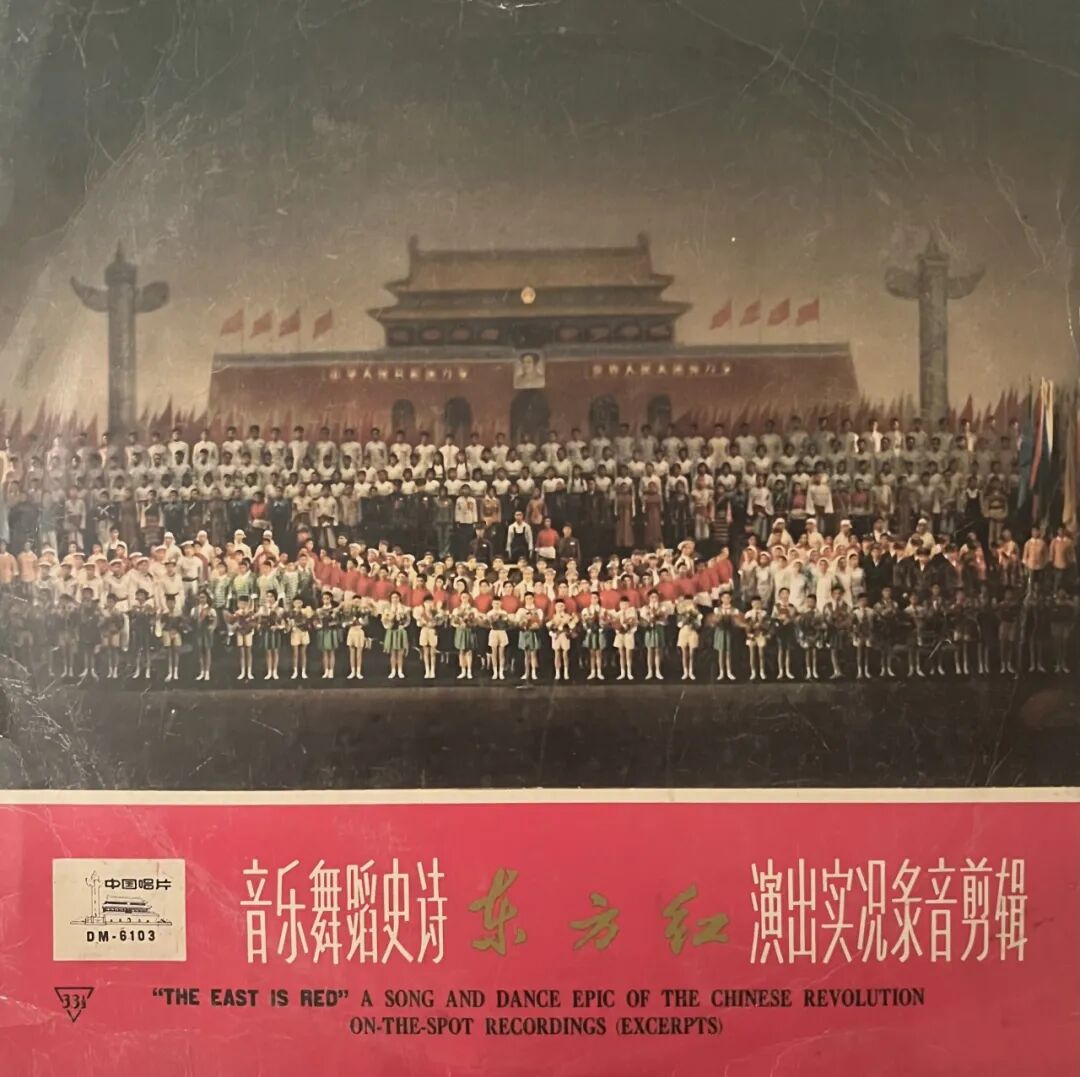 中国唱片
DM-6103
音乐舞蹈史诗 东方红 演出实况录音剪辑
33⅓
"THE EAST IS RED" A SONG AND DANCE EPIC OF THE CHINESE REVOLUTION
ON-THE-SPOT RECORDINGS (EXCERPTS)